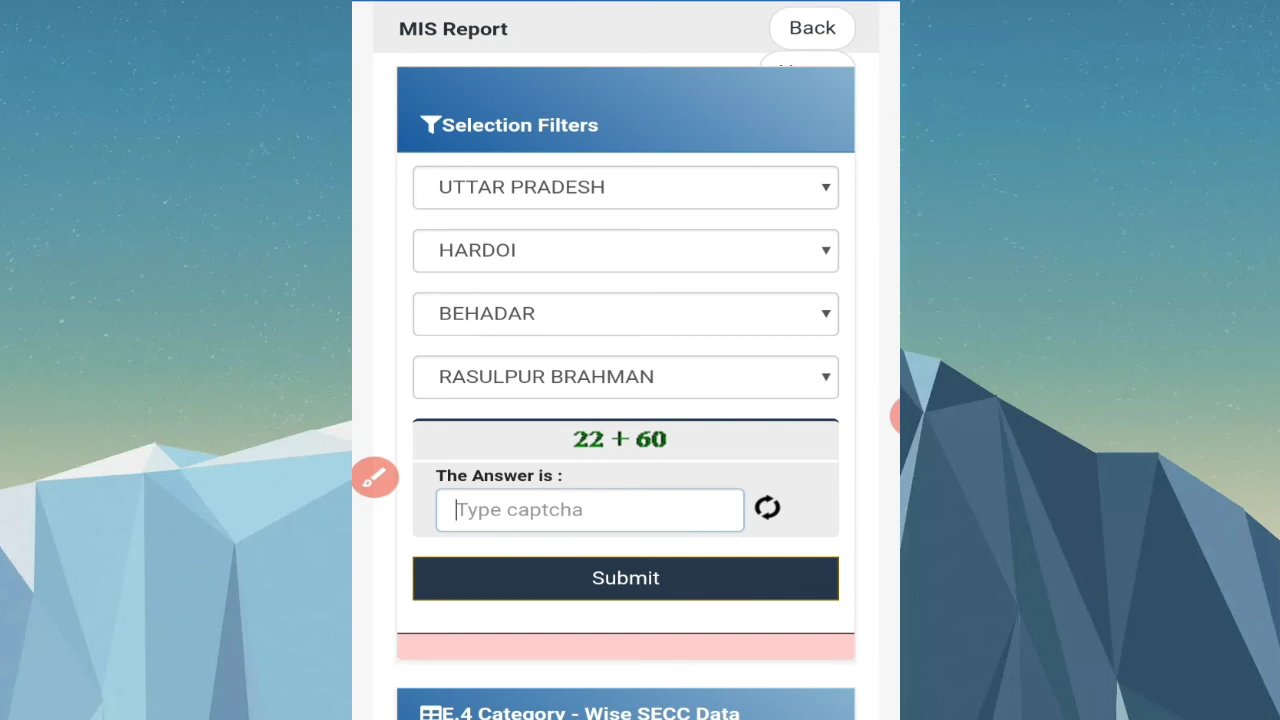 MIS Report
Back
Selection Filters
UTTAR PRADESH
HARDOI
BEHADAR
RASULPUR BRAHMAN
22 + 60
The Answer is :
Type captcha
Submit
E.4 Category - Wise SECC Data